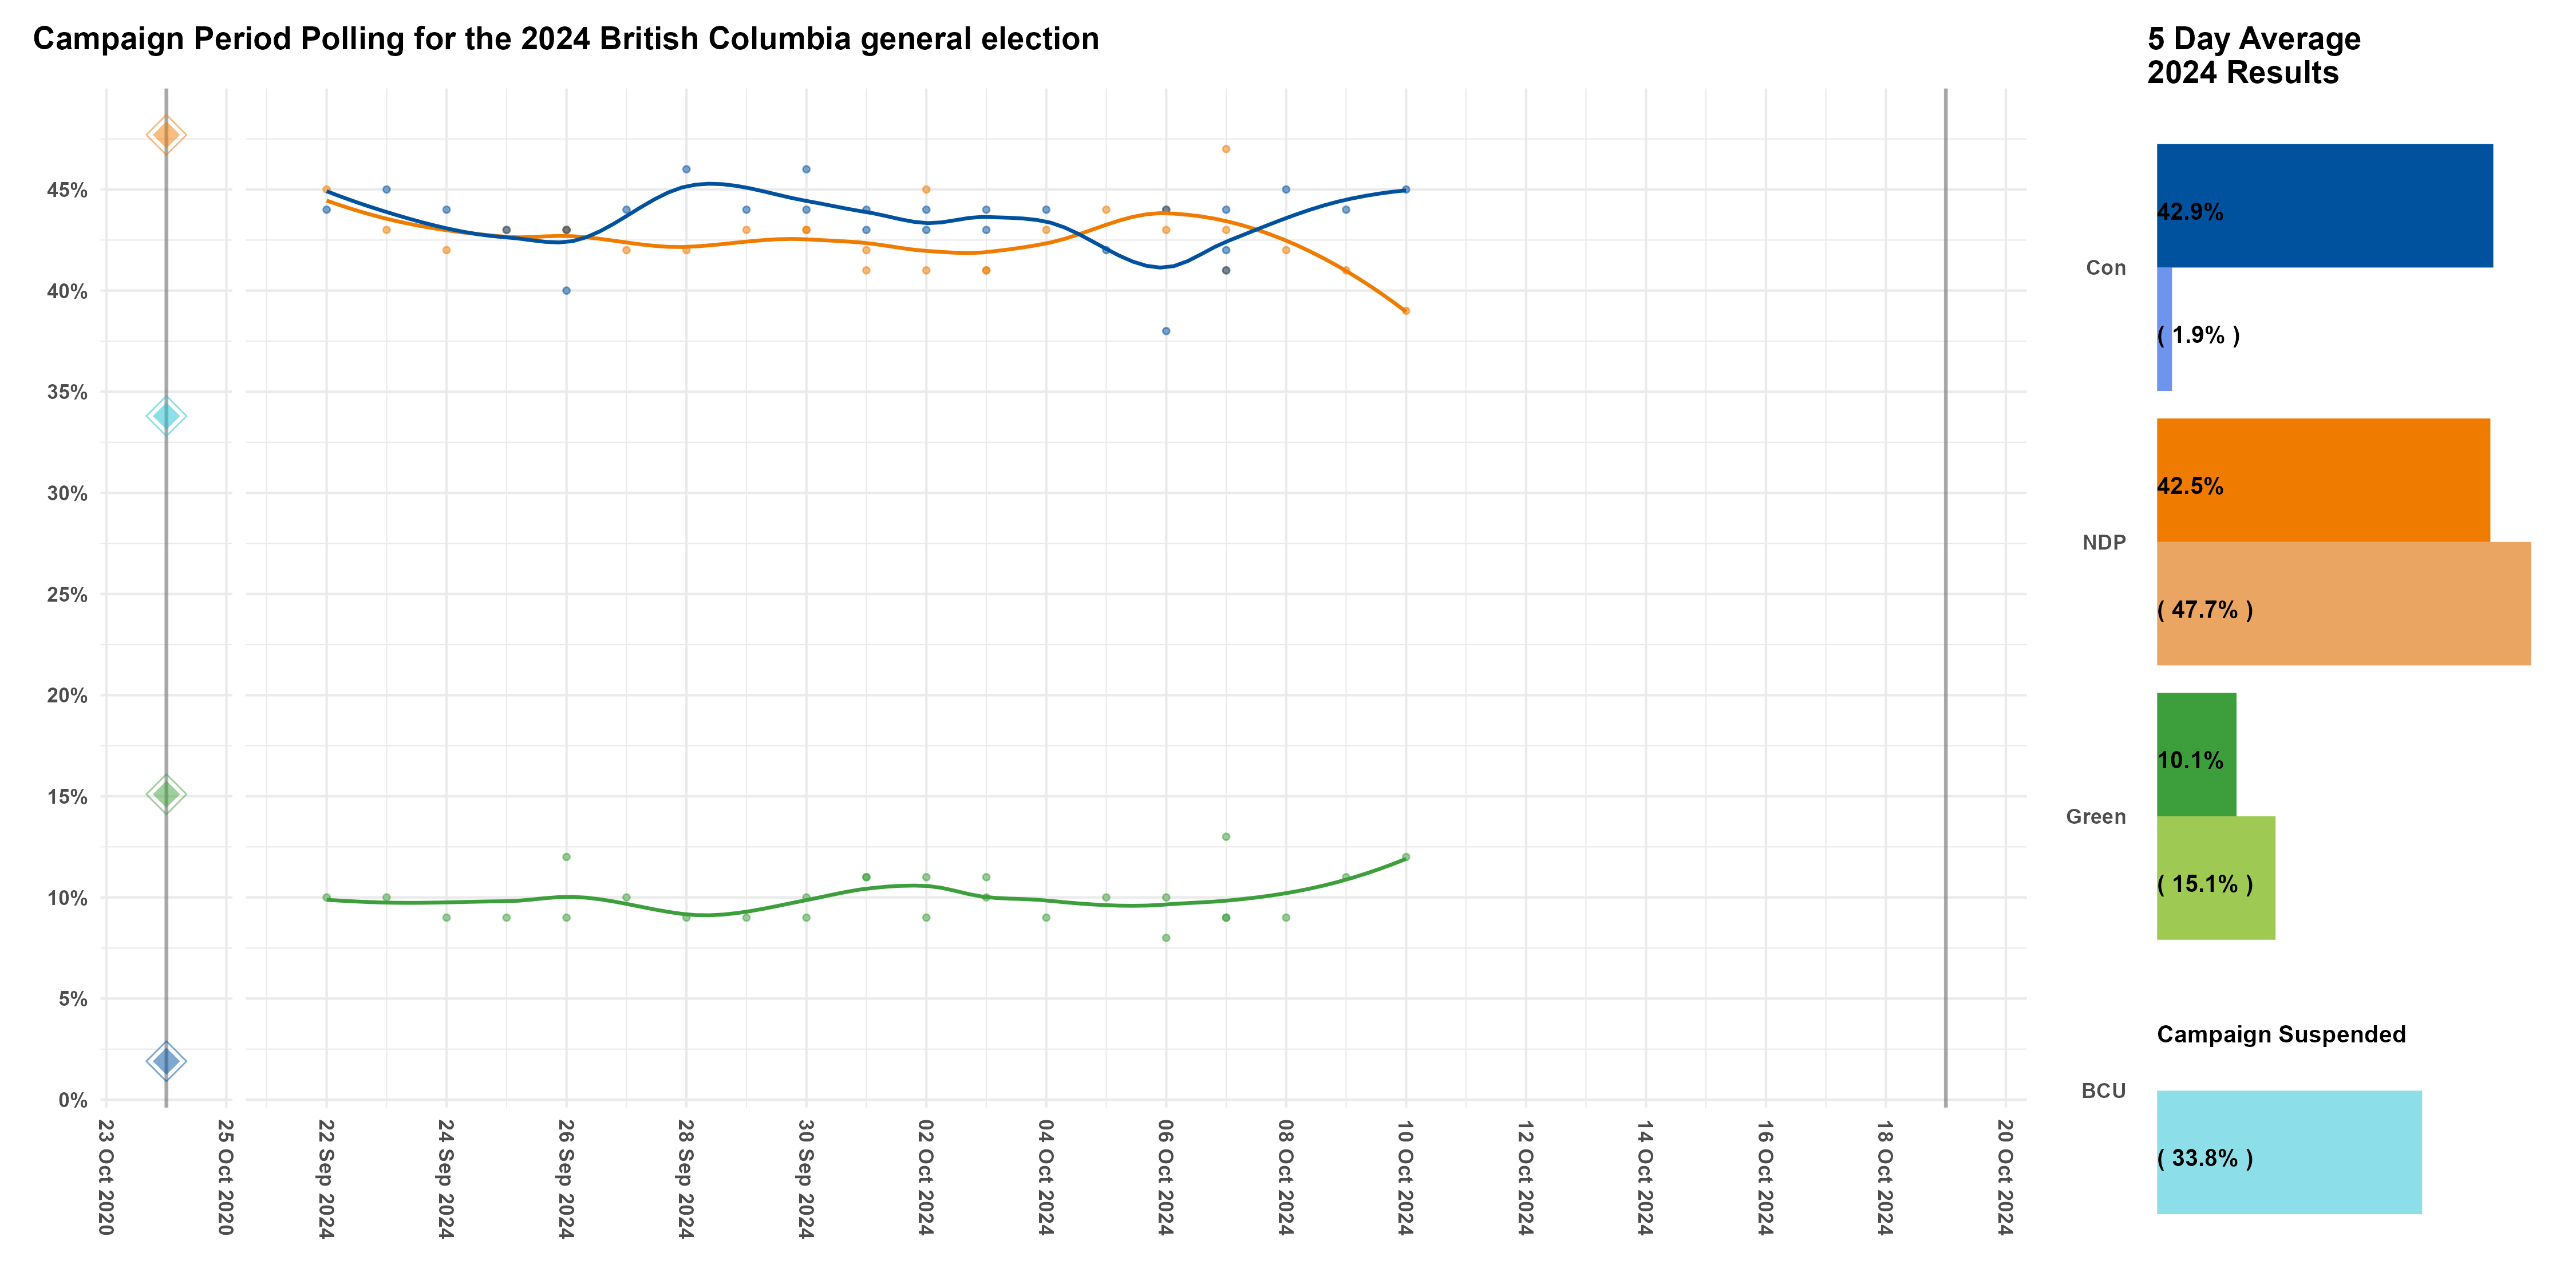 Campaign Period Polling for the 2024 British Columbia general election
45%
40%
35%
30%
25%
20%
15%
10%
5%
0%
23 Oct 2020
25 Oct 2020
22 Sep 2024
24 Sep 2024
26 Sep 2024
28 Sep 2024
30 Sep 2024
02 Oct 2024
04 Oct 2024
06 Oct 2024
08 Oct 2024
10 Oct 2024
12 Oct 2024
14 Oct 2024
16 Oct 2024
18 Oct 2024
20 Oct 2024
5 Day Average
2024 Results
Con
42.9%
( 1.9% )
NDP
42.5%
( 47.7% )
Green
10.1%
( 15.1% )
BCU
Campaign Suspended
( 33.8% )